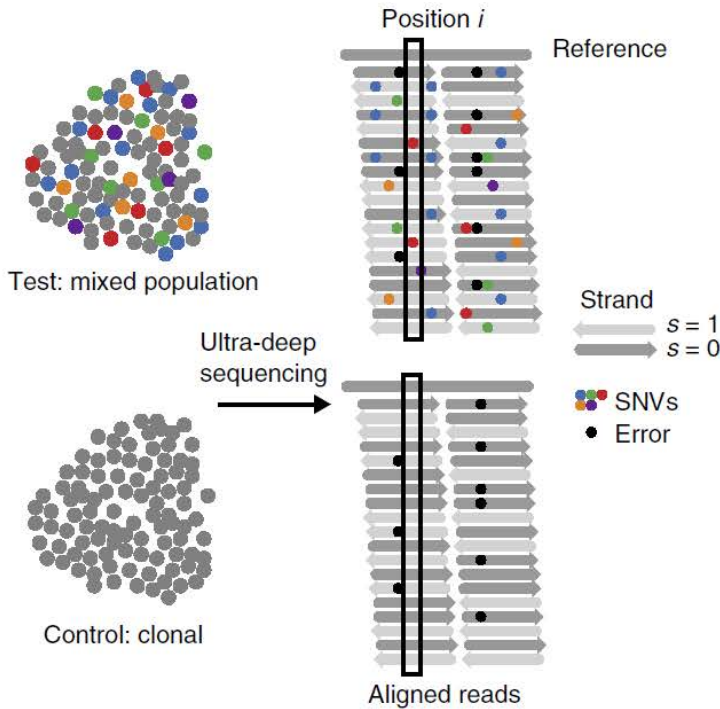 Position i
Reference
Test: mixed population
Strand
s = 1
s = 0
Ultra-deep
sequencing
SNVs
Error
Control: clonal
Aligned reads